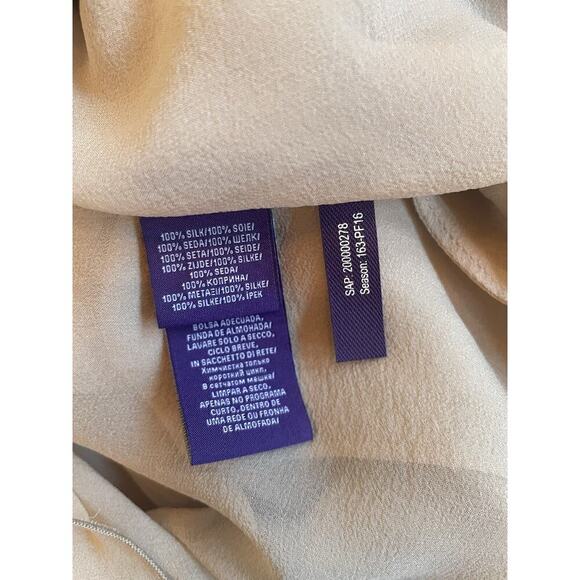 100% SILK/100% SOIE/
100% SEDA/100% ШЕЛК/
100% SETA/100% SEIDE/
100% ZIJDE/100% SILKE/
100% SEDA/
100% КОПРИНА/
100% ΜΕΤΑΞΙ/100% SILKE/
100% SILKE/100% İPEK
BOLSA ADECUADA,
FUNDA DE ALMOHADA/
LAVARE SOLO A SECCO,
CICLO BREVE,
IN SACCHETTO DI RETE/
Химчистка только
короткий цикл,
В сетчатом мешка/
LIMPAR A SECO,
APENAS NO PROGRAMA
CURTO, DENTRO DE
UMA REDE OU FRONHA
DE ALMOFADA/
SAP: 200000278
Season: 163-PF16